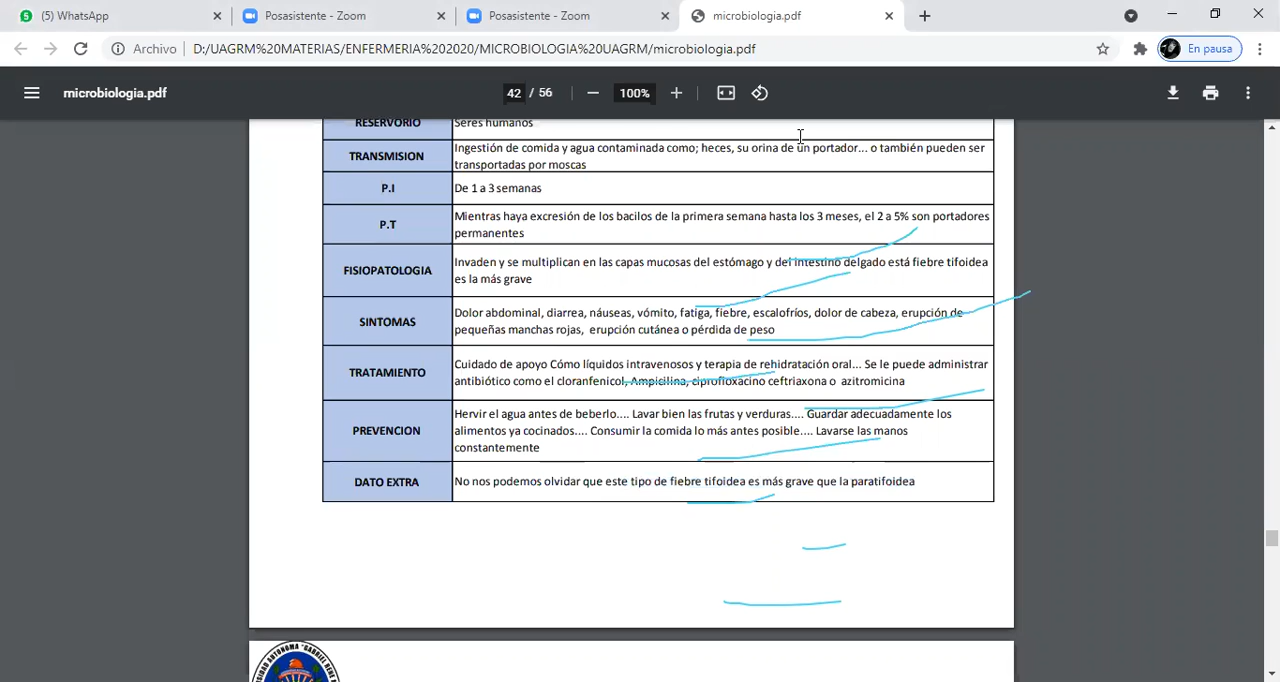 (5) WhatsApp
Posasistente - Zoom
Posasistente - Zoom
microbiologia.pdf
Archivo
D:/UAGRM%20MATERIAS/ENFERMERIA%202020/MICROBIOLOGIA%20UAGRM/microbiologia.pdf
En pausa
microbiologia.pdf
42 / 56
100%
RESERVORIO
Seres humanos
TRANSMISION
Ingestión de comida y agua contaminada como; heces, su orina de un portador... o también pueden ser
transportadas por moscas
P.I
De 1 a 3 semanas
P.T
Mientras haya excresión de los bacilos de la primera semana hasta los 3 meses, el 2 a 5% son portadores
permanentes
FISIOPATOLOGIA
Invaden y se multiplican en las capas mucosas del estómago y del intestino delgado está fiebre tifoidea
es la más grave
SINTOMAS
Dolor abdominal, diarrea, náuseas, vómito, fatiga, fiebre, escalofríos, dolor de cabeza, erupción de
pequeñas manchas rojas, erupción cutánea o pérdida de peso
TRATAMIENTO
Cuidado de apoyo Cómo líquidos intravenosos y terapia de rehidratación oral... Se le puede administrar
antibiótico como el cloranfenicol, Ampicilina, ciprofloxacino ceftriaxona o azitromicina
PREVENCION
Hervir el agua antes de beberlo.... Lavar bien las frutas y verduras.... Guardar adecuadamente los
alimentos ya cocinados.... Consumir la comida lo más antes posible.... Lavarse las manos
constantemente
DATO EXTRA
No nos podemos olvidar que este tipo de fiebre tifoidea es más grave que la paratifoidea